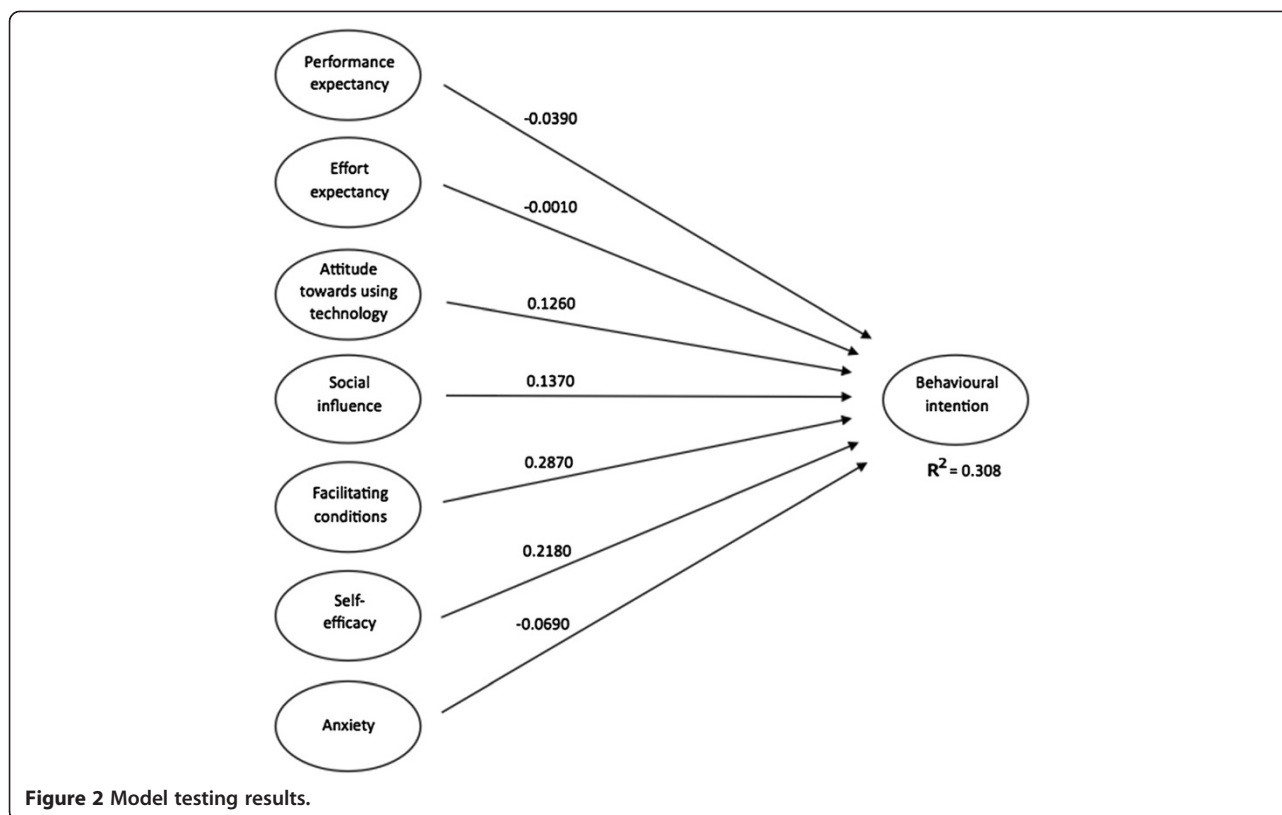 Performance
expectancy
-0.0390
Effort
expectancy
-0.0010
Attitude
towards using
technology
0.1260
Social
influence
0.1370
Behavioural
intention
R² = 0.308
Facilitating
conditions
0.2870
Self-
efficacy
0.2180
Anxiety
-0.0690
Figure 2 Model testing results.